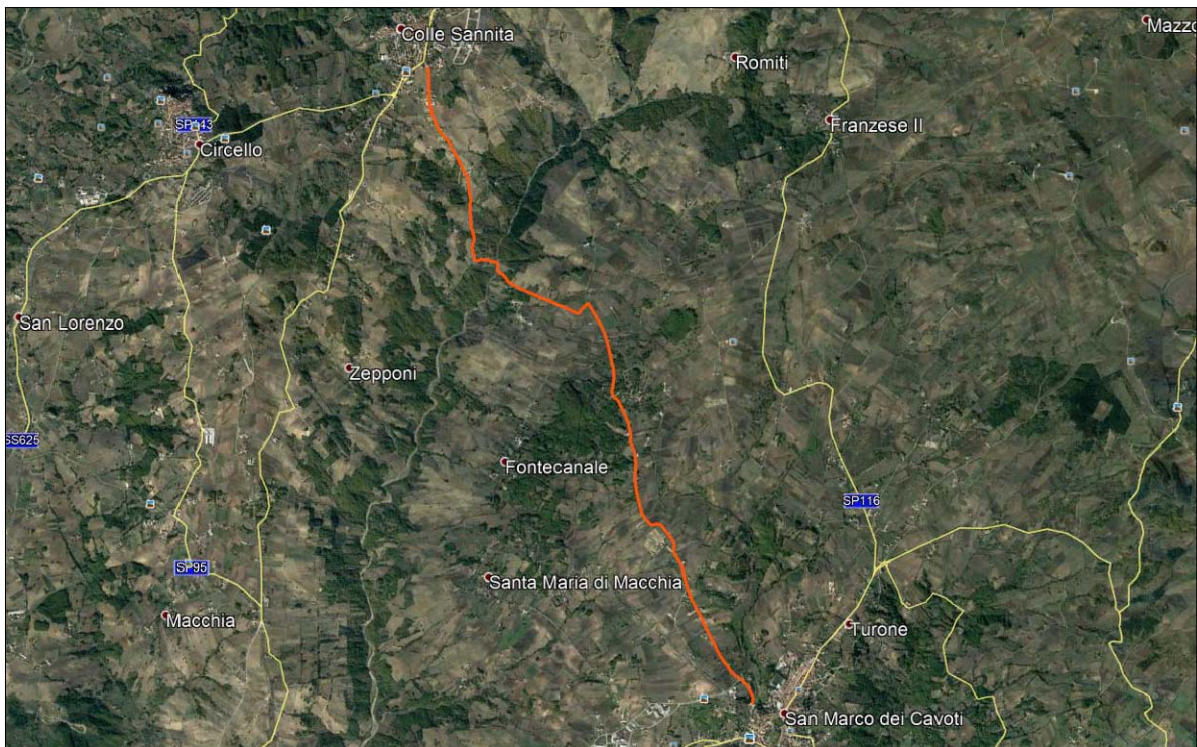 Colle Sannita
Mazzo
Romiti
SP143
Franzese II
Circello
San Lorenzo
Zepponi
SS625
Fontecanale
SP116
SP95
Santa Maria di Macchia
Macchia
Turone
San Marco dei Cavoti